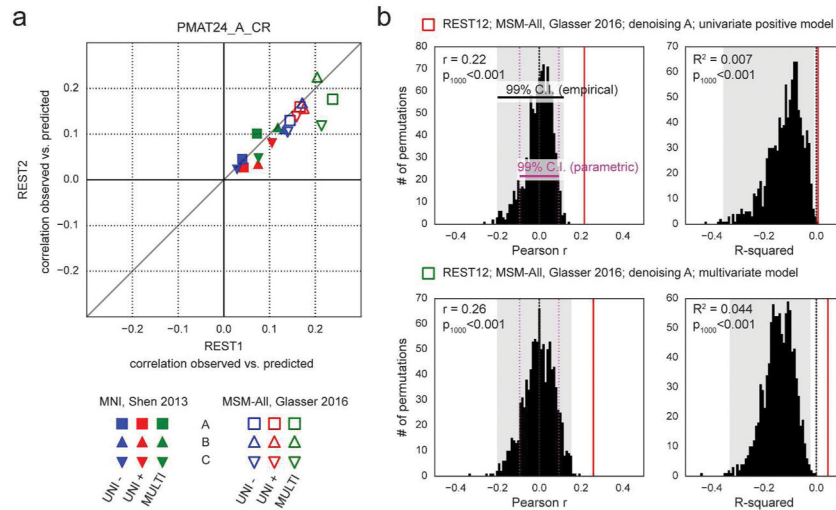 a
PMAT24_A_CR
REST2
correlation observed vs. predicted
0.2
0.1
0.0
−0.1
−0.2
−0.2 −0.1 0.0 0.1 0.2
REST1
correlation observed vs. predicted
MNI, Shen 2013 MSM-All, Glasser 2016
A
B
C
UNI - UNI + MULTI UNI - UNI + MULTI
b
REST12; MSM-All, Glasser 2016; denoising A; univariate positive model
# of permutations
80
70
60
50
40
30
20
10
0
r = 0.22
p1000<0.001
99% C.I. (empirical)
99% C.I. (parametric)
−0.4 −0.2 0.0 0.2 0.4
Pearson r
70
60
50
40
30
20
10
0
R2 = 0.007
p1000<0.001
−0.4 −0.2 0.0
R-squared
REST12; MSM-All, Glasser 2016; denoising A; multivariate model
# of permutations
70
60
50
40
30
20
10
0
r = 0.26
p1000<0.001
−0.4 −0.2 0.0 0.2 0.4
Pearson r
60
50
40
30
20
10
0
R2 = 0.044
p1000<0.001
−0.4 −0.2 0.0
R-squared